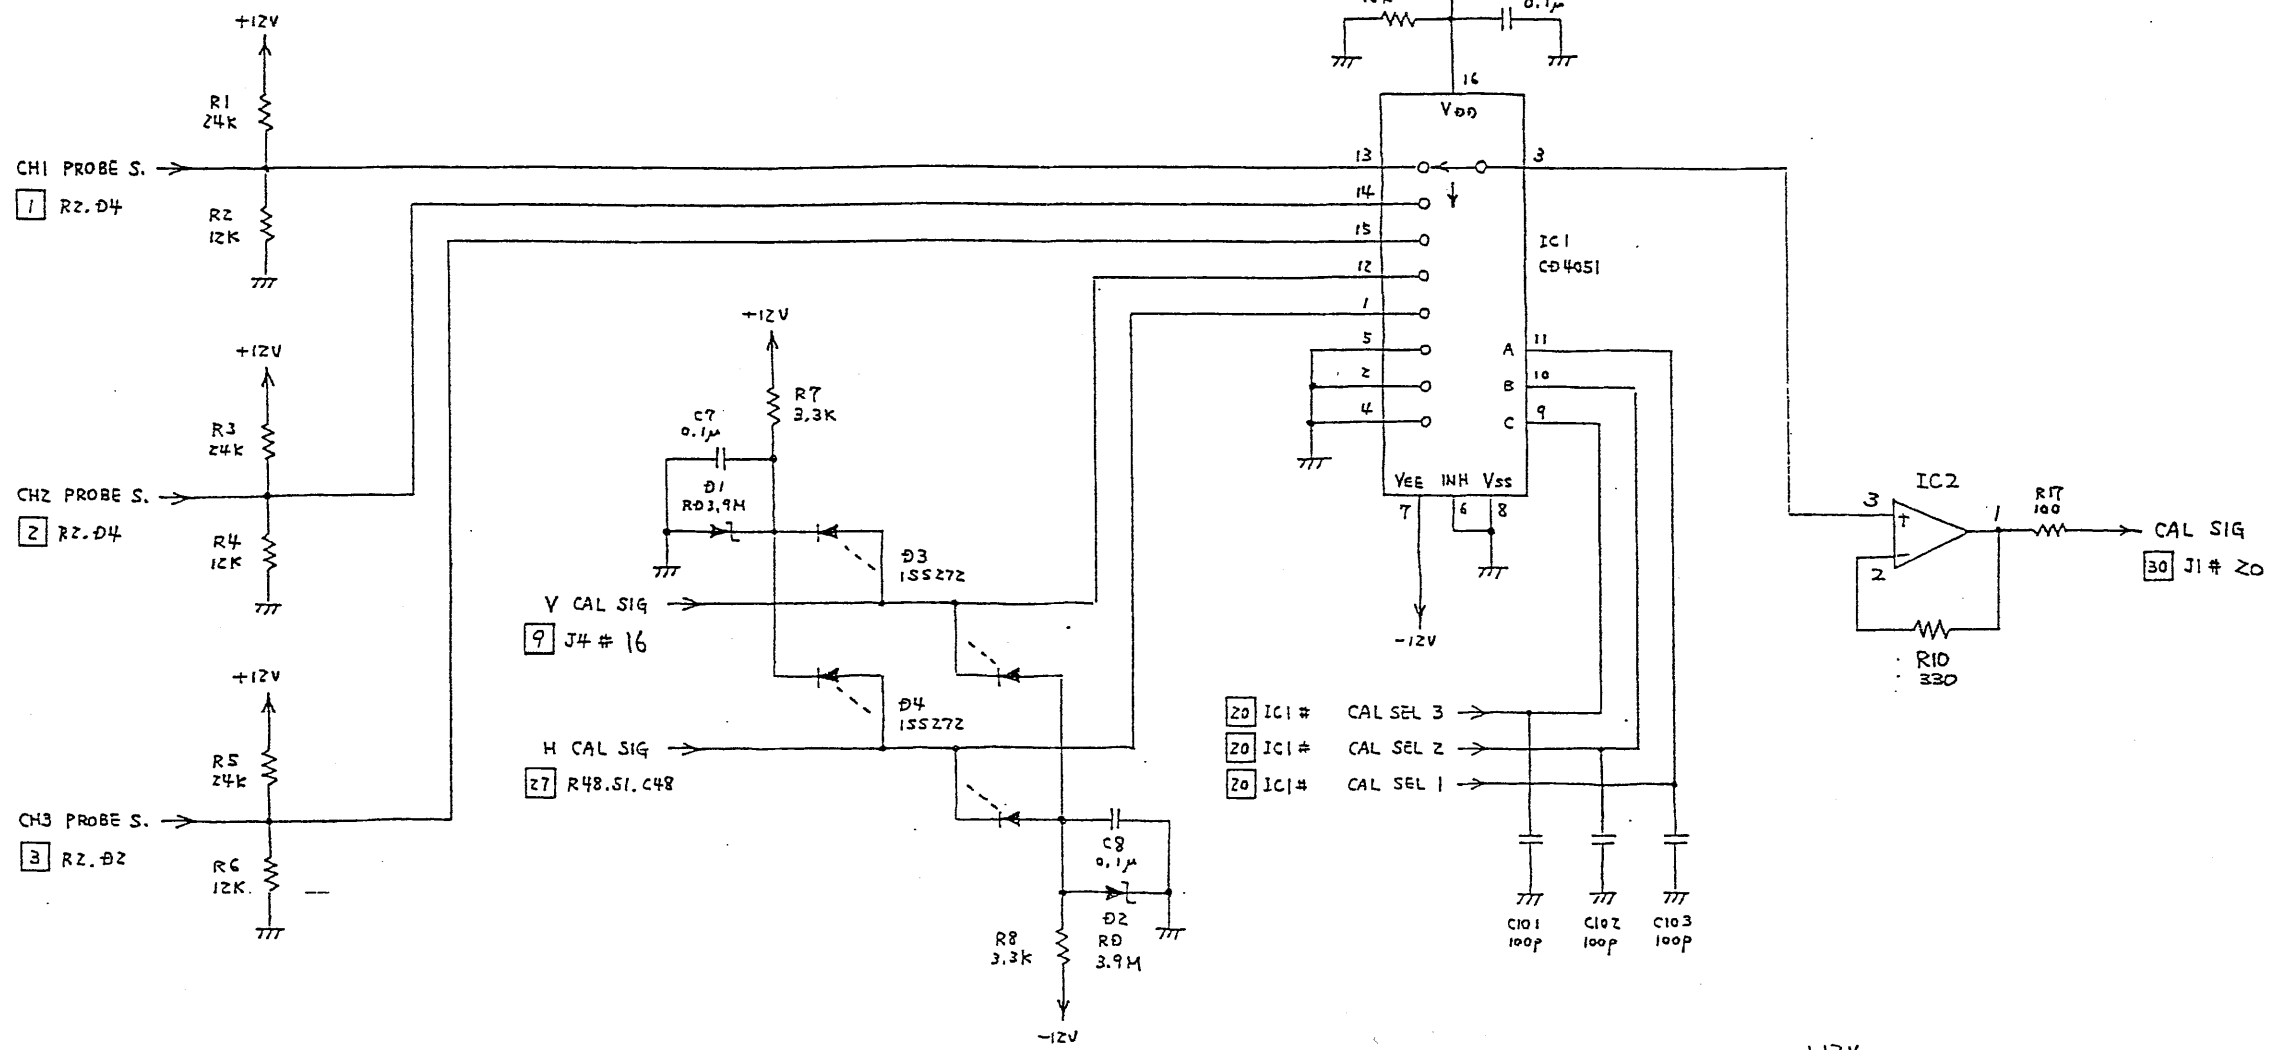 +12V
R1
24K
CH1 PROBE S.
1 R2.D4
R2
12K
+12V
R3
24K
CH2 PROBE S.
2 R2.D4
R4
12K
+12V
R5
24K
CH3 PROBE S.
3 R2.D2
R6
12K.
+12V
R7
3.3K
C7
0.1μ
D1
RD3.9M
D3
1SS272
V CAL SIG
9 J4 # 16
D4
1SS272
H CAL SIG
27 R48.S1.C48
C8
0.1μ
D2
RD
3.9M
R8
3.3K
-12V
0.1μ
16
VDD
13
14
15
12
1
5
2
4
3
IC1
CD4051
A 11
B 10
C 9
VEE INH VSS
7 6 8
-12V
20 IC1# CAL SEL 3
20 IC1# CAL SEL 2
20 IC1# CAL SEL 1
C101
100P
C102
100P
C103
100P
IC2
3
+
2
-
1
R17
100
CAL SIG
30 J1# 20
R10
330